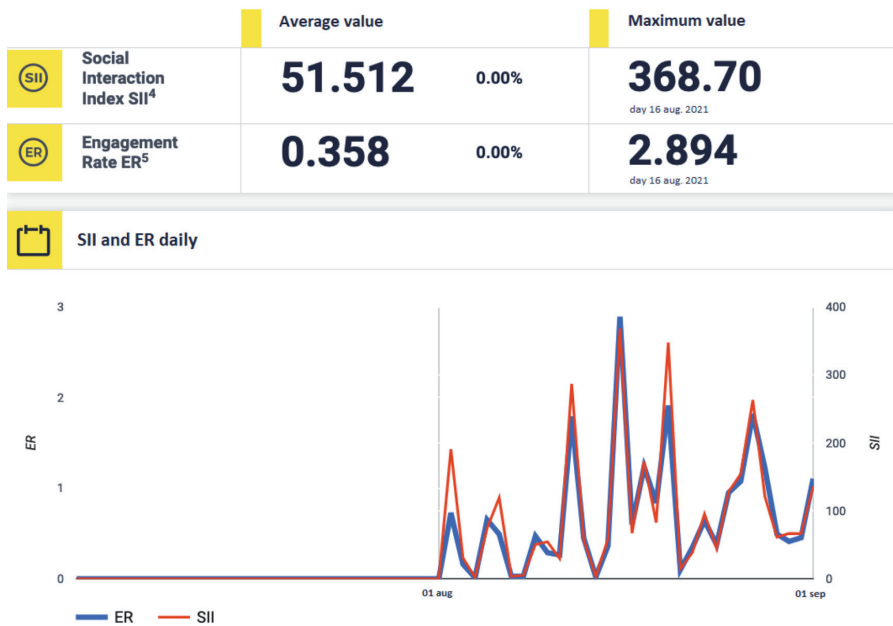 Average value
Maximum value
SII
Social
Interaction
Index SII⁴
51.512
0.00%
368.70
day 16 aug. 2021
ER
Engagement
Rate ER⁵
0.358
0.00%
2.894
day 16 aug. 2021
SII and ER daily
3
400
300
2
200
ER
SII
1
100
0
0
01 aug
01 sep
ER
SII